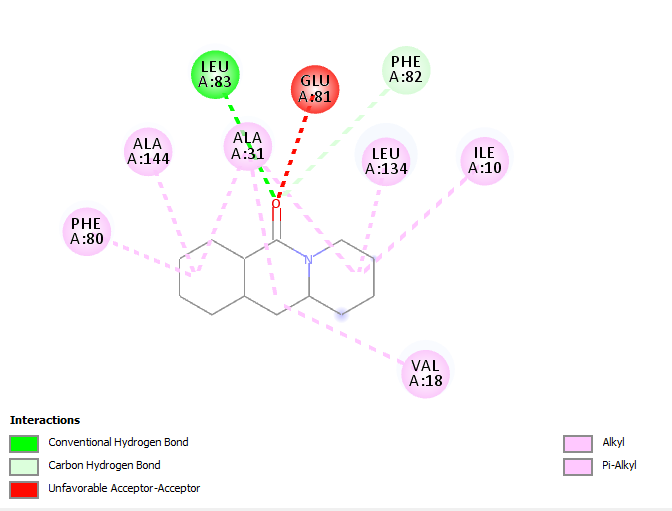 LEU
A:83
GLU
A:81
PHE
A:82
ALA
A:144
ALA
A:31
LEU
A:134
ILE
A:10
PHE
A:80
O
N
VAL
A:18
Interactions
Conventional Hydrogen Bond
Carbon Hydrogen Bond
Unfavorable Acceptor-Acceptor
Alkyl
Pi-Alkyl